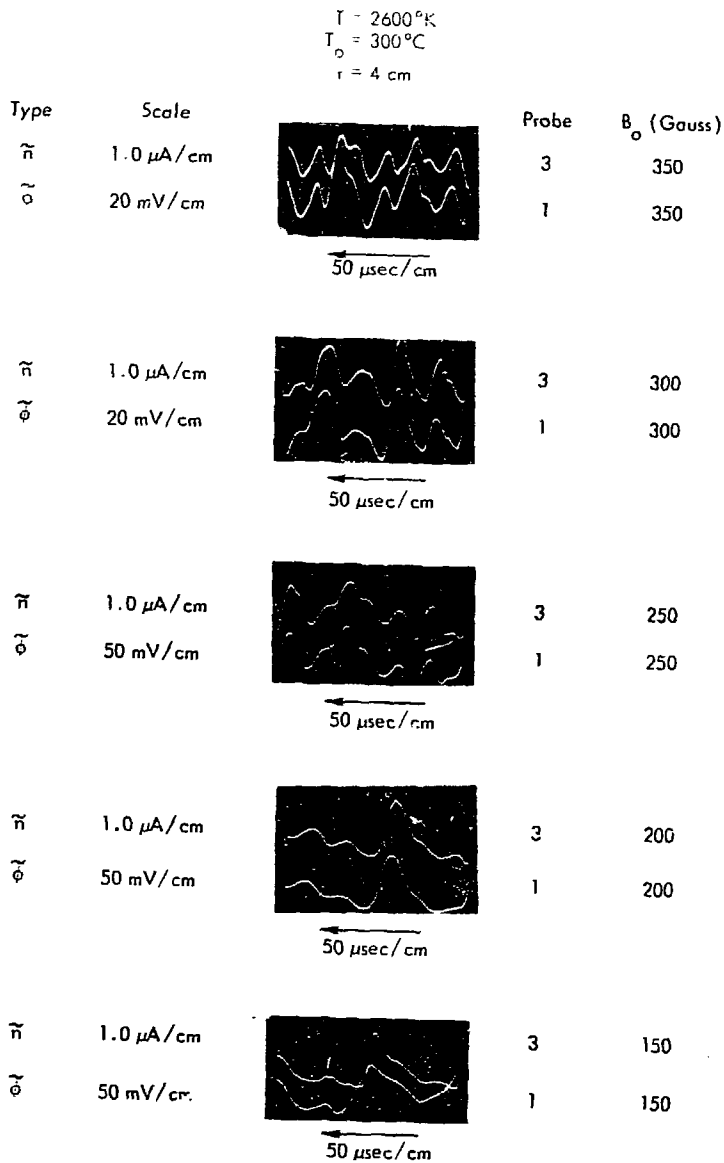 T = 2600°K
T_o = 300°C
r = 4 cm
Type Scale Probe B_o (Gauss)
ñ 1.0 μA/cm 3 350
õ 20 mV/cm 1 350
50 μsec/cm
ñ 1.0 μA/cm 3 300
ϕ̃ 20 mV/cm 1 300
50 μsec/cm
ñ 1.0 μA/cm 3 250
ϕ̃ 50 mV/cm 1 250
50 μsec/cm
ñ 1.0 μA/cm 3 200
ϕ̃ 50 mV/cm 1 200
50 μsec/cm
ñ 1.0 μA/cm 3 150
ϕ̃ 50 mV/cm. 1 150
50 μsec/cm